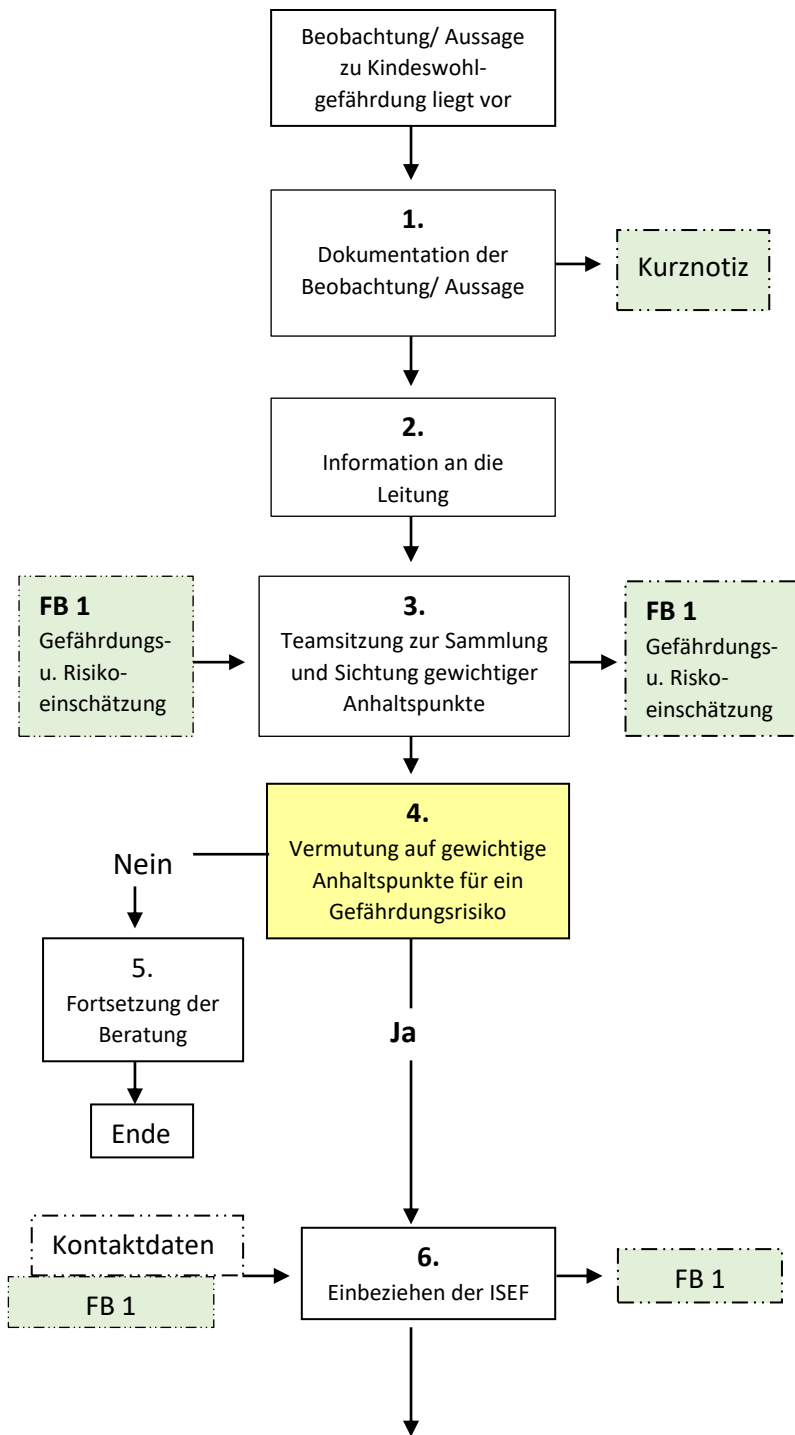 Beobachtung/ Aussage
zu Kindeswohl-
gefährdung liegt vor
1.
Dokumentation der
Beobachtung/ Aussage
Kurznotiz
2.
Information an die
Leitung
FB 1
Gefährdungs-
u. Risiko-
einschätzung
3.
Teamsitzung zur Sammlung
und Sichtung gewichtiger
Anhaltspunkte
FB 1
Gefährdungs-
u. Risko-
einschätzung
4.
Vermutung auf gewichtige
Anhaltspunkte für ein
Gefährdungsrisiko
Nein
5.
Fortsetzung der
Beratung
Ja
Ende
Kontaktdaten
FB 1
6.
Einbeziehen der ISEF
FB 1